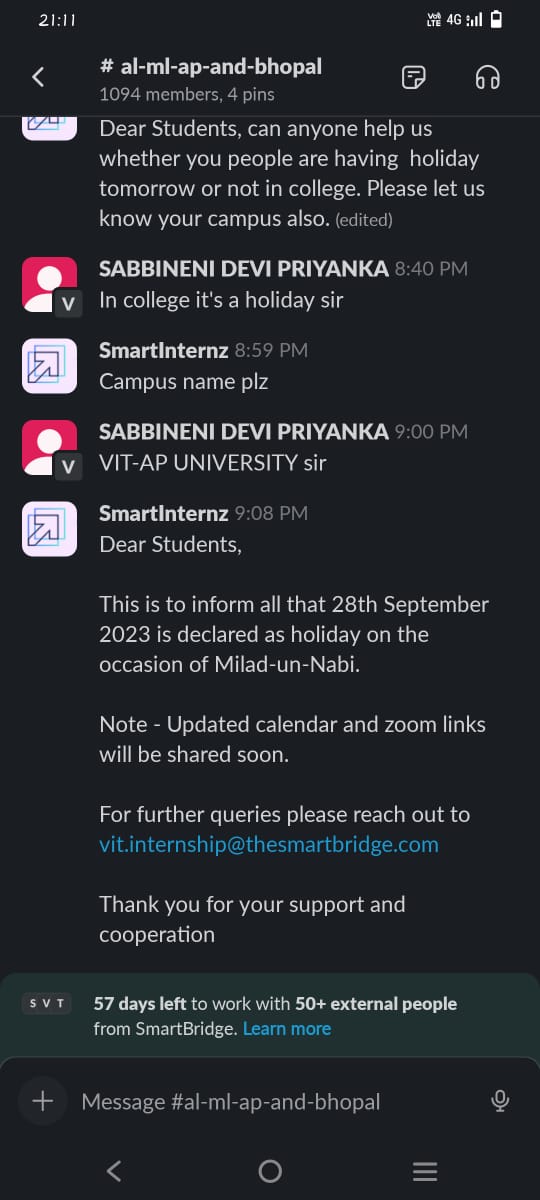 21:11
VoD LTE 4G
# al-ml-ap-and-bhopal
1094 members, 4 pins
Dear Students, can anyone help us
whether you people are having holiday
tomorrow or not in college. Please let us
know your campus also. (edited)
SABBINENI DEVI PRIYANKA 8:40 PM
V
In college it's a holiday sir
SmartInternz 8:59 PM
Campus name plz
SABBINENI DEVI PRIYANKA 9:00 PM
V
VIT-AP UNIVERSITY sir
SmartInternz 9:08 PM
Dear Students,
This is to inform all that 28th September
2023 is declared as holiday on the
occasion of Milad-un-Nabi.
Note - Updated calendar and zoom links
will be shared soon.
For further queries please reach out to
vit.internship@thesmartbridge.com
Thank you for your support and
cooperation
S V T
57 days left to work with 50+ external people
from SmartBridge. Learn more
Message #al-ml-ap-and-bhopal